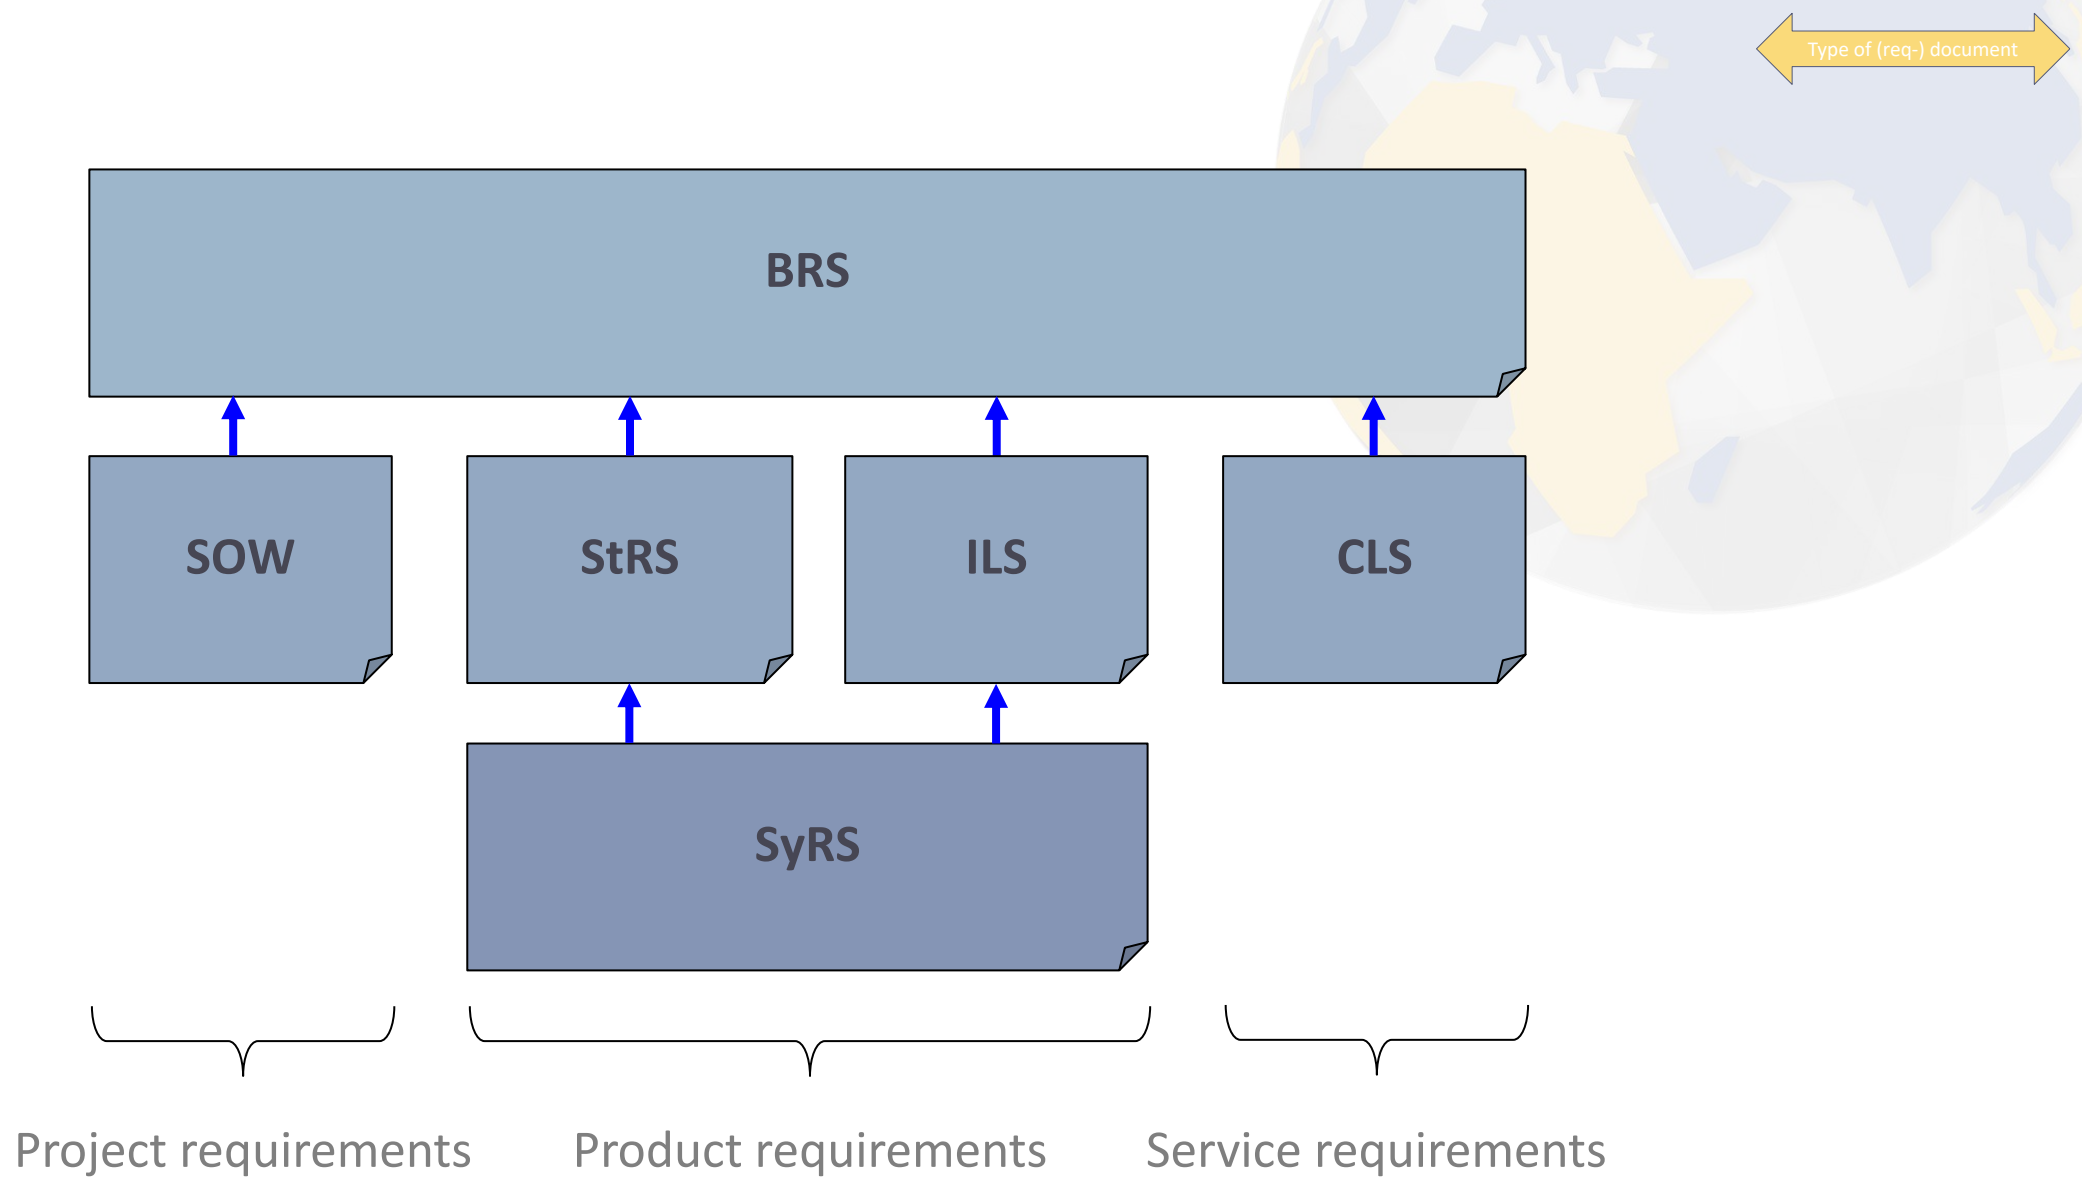 Type of (req-) document
BRS
SOW
StRS
ILS
CLS
SyRS
Project requirements
Product requirements
Service requirements